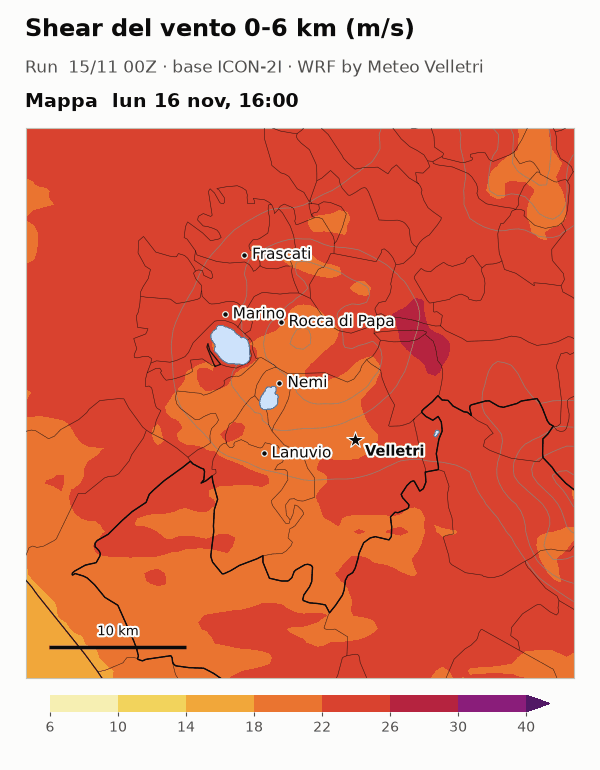 Shear del vento 0-6 km (m/s)
Run  15/11 00Z · base ICON-2I · WRF by Meteo Velletri
Mappa  lun 16 nov, 16:00
Frascati
Marino
Rocca di Papa
Nemi
Velletri
Lanuvio
10 km
6 10 14 18 22 26 30 40